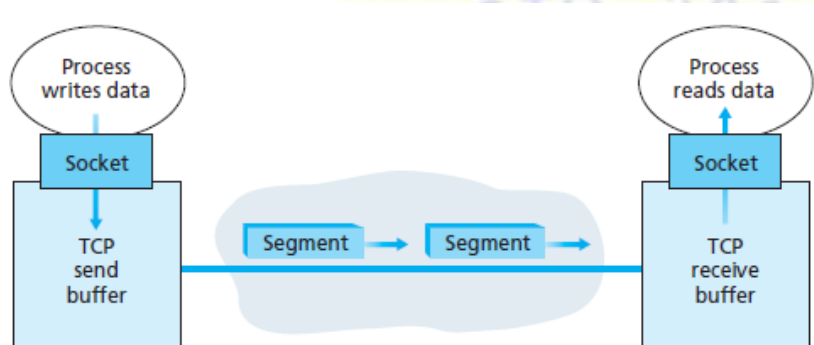 Process
writes data
Socket
TCP
send
buffer
Segment
Segment
Process
reads data
Socket
TCP
receive
buffer